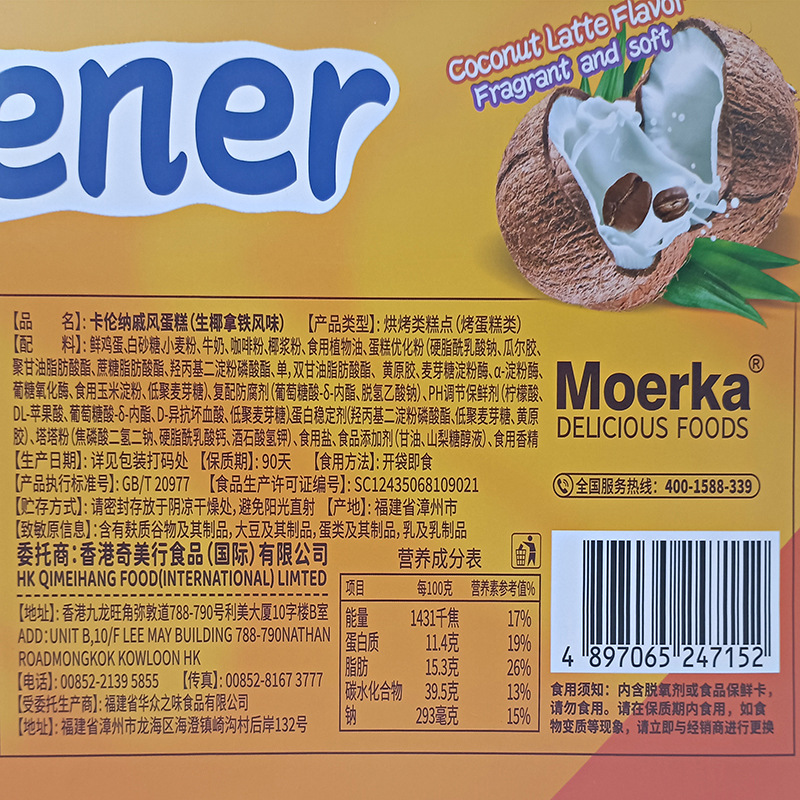 ener
Coconut Latte Flavor
Fragrant and soft
【品 名】:卡伦纳戚风蛋糕(生椰拿铁风味) 【产品类型】:烘烤类糕点(烤蛋糕类)
【配 料】:鲜鸡蛋、白砂糖、小麦粉、牛奶、咖啡粉、椰浆粉、食用植物油、蛋糕优化粉(硬脂酰乳酸钠、瓜尔胶、
聚甘油脂肪酸酯、蔗糖脂肪酸酯、羟丙基二淀粉磷酸酯、单,双甘油脂肪酸酯、黄原胶、麦芽糖淀粉酶、α-淀粉酶、
葡糖氧化酶、食用玉米淀粉、低聚麦芽糖)、复配防腐剂(葡萄糖酸-δ-内酯、脱氢乙酸钠)、PH调节保鲜剂(柠檬酸、
DL-苹果酸、葡萄糖酸-δ-内酯、D-异抗坏血酸、低聚麦芽糖)、蛋白稳定剂(羟丙基二淀粉磷酸酯、低聚麦芽糖、黄原
胶)、塔塔粉(焦磷酸二氢二钠、硬脂酰乳酸钙、酒石酸氢钾)、食用盐、食品添加剂(甘油、山梨糖醇液)、食用香精
【生产日期】:详见包装打码处 【保质期】:90天 【食用方法】:开袋即食
【产品执行标准号】:GB/T 20977 【食品生产许可证编号】:SC12435068109021
【贮存方式】:请密封存放于阴凉干燥处,避免阳光直射 【产地】:福建省漳州市
【致敏原信息】:含有麸质谷物及其制品,大豆及其制品,蛋类及其制品,乳及乳制品
委托商:香港奇美行食品(国际)有限公司
HK QIMEIHANG FOOD(INTERNATIONAL) LIMTED
【地址】:香港九龙旺角弥敦道788-790号利美大厦10字楼B室
ADD:UNIT B,10/F LEE MAY BUILDING 788-790NATHAN
ROADMONGKOK KOWLOON HK
【电话】:00852-2139 5855 【传真】:00852-8167 3777
【受委托生产商】:福建省华众之味食品有限公司
【地址】:福建省漳州市龙海区海澄镇崎沟村后岸132号
营养成分表
项目 每100克 营养素参考值%
能量 1431千焦 17%
蛋白质 11.4克 19%
脂肪 15.3克 26%
碳水化合物 39.5克 13%
钠 293毫克 15%
Moerka®
DELICIOUS FOODS
全国服务热线:400-1588-339
4 897065 247152
食用须知:内含脱氧剂或食品保鲜卡,
请勿食用。请在保质期内食用,如食
物变质等现象,请立即与经销商进行更换